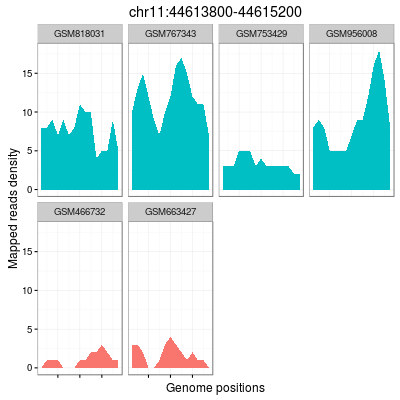 chr11:44613800-44615200
GSM818031 GSM767343 GSM753429 GSM956008
15
10
5
0
GSM466732 GSM663427
15
10
5
0
Mapped reads density
Genome positions